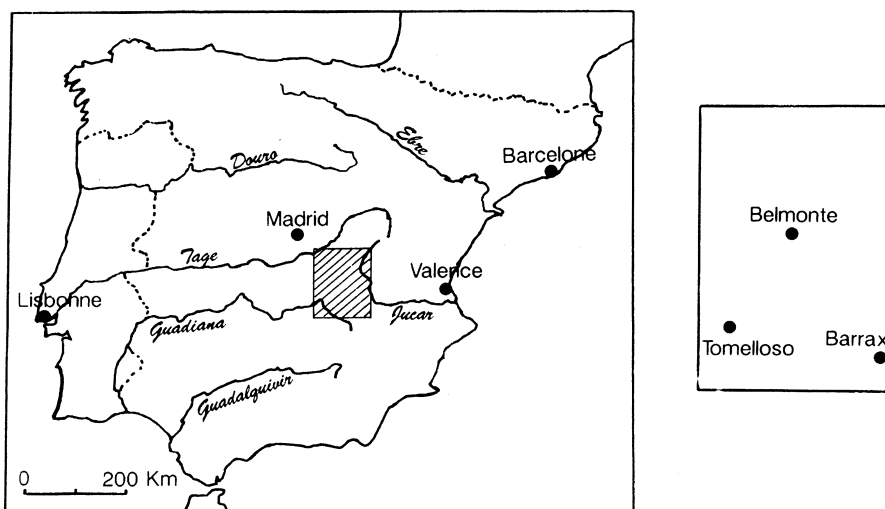 Ebre
Douro
Barcelone
Madrid
Tage
Valence
Lisbonne
Guadiana
Jucar
Guadalquivir
0 200 Km
Belmonte
Tomelloso
Barrax